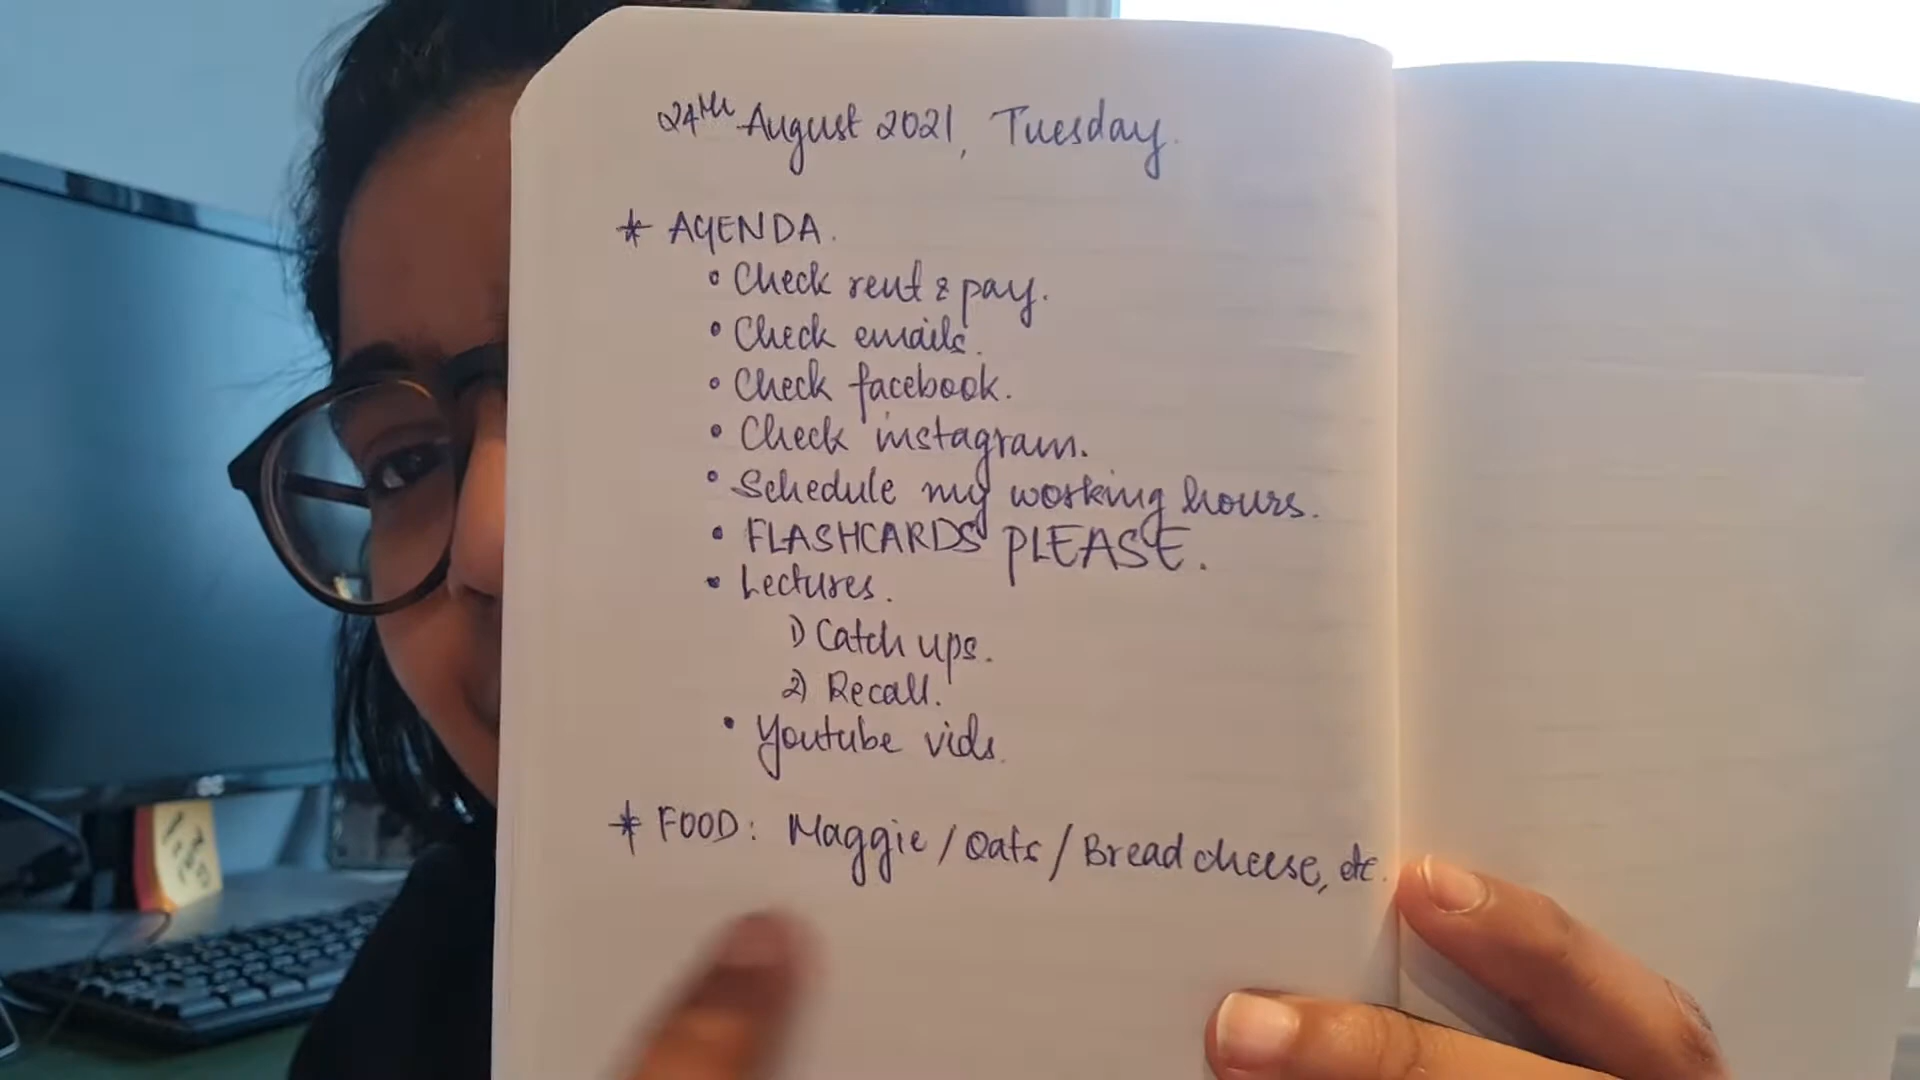 24th August 2021, Tuesday.
* AGENDA.
• Check rent & pay.
• Check emails.
• Check facebook.
• Check instagram.
• Schedule my working hours.
• FLASHCARDS PLEASE.
• Lectures.
1) Catch ups.
2) Recall.
• Youtube vids.
* FOOD: Maggie / Oats / Bread cheese, etc.